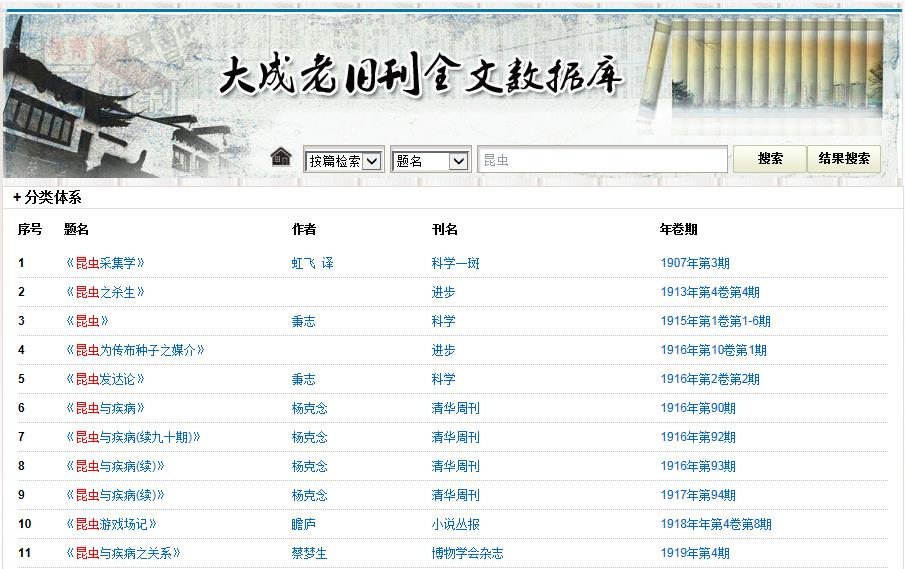 大成老旧刊全文数据库
按篇检索 题名 昆虫 搜索 结果搜索
+ 分类体系
序号 题名 作者 刊名 年卷期
1 《昆虫采集学》 虹飞 译 科学一斑 1907年第3期
2 《昆虫之杀生》 进步 1913年第4卷第4期
3 《昆虫》 秉志 科学 1915年第1卷第1-6期
4 《昆虫为传布种子之媒介》 进步 1916年第10卷第1期
5 《昆虫发达论》 秉志 科学 1916年第2卷第2期
6 《昆虫与疾病》 杨克念 清华周刊 1916年第90期
7 《昆虫与疾病(续九十期)》 杨克念 清华周刊 1916年第92期
8 《昆虫与疾病(续)》 杨克念 清华周刊 1916年第93期
9 《昆虫与疾病(续)》 杨克念 清华周刊 1917年第94期
10 《昆虫游戏场记》 瞻庐 小说丛报 1918年年第4卷第8期
11 《昆虫与疾病之关系》 蔡梦生 博物学会杂志 1919年第4期